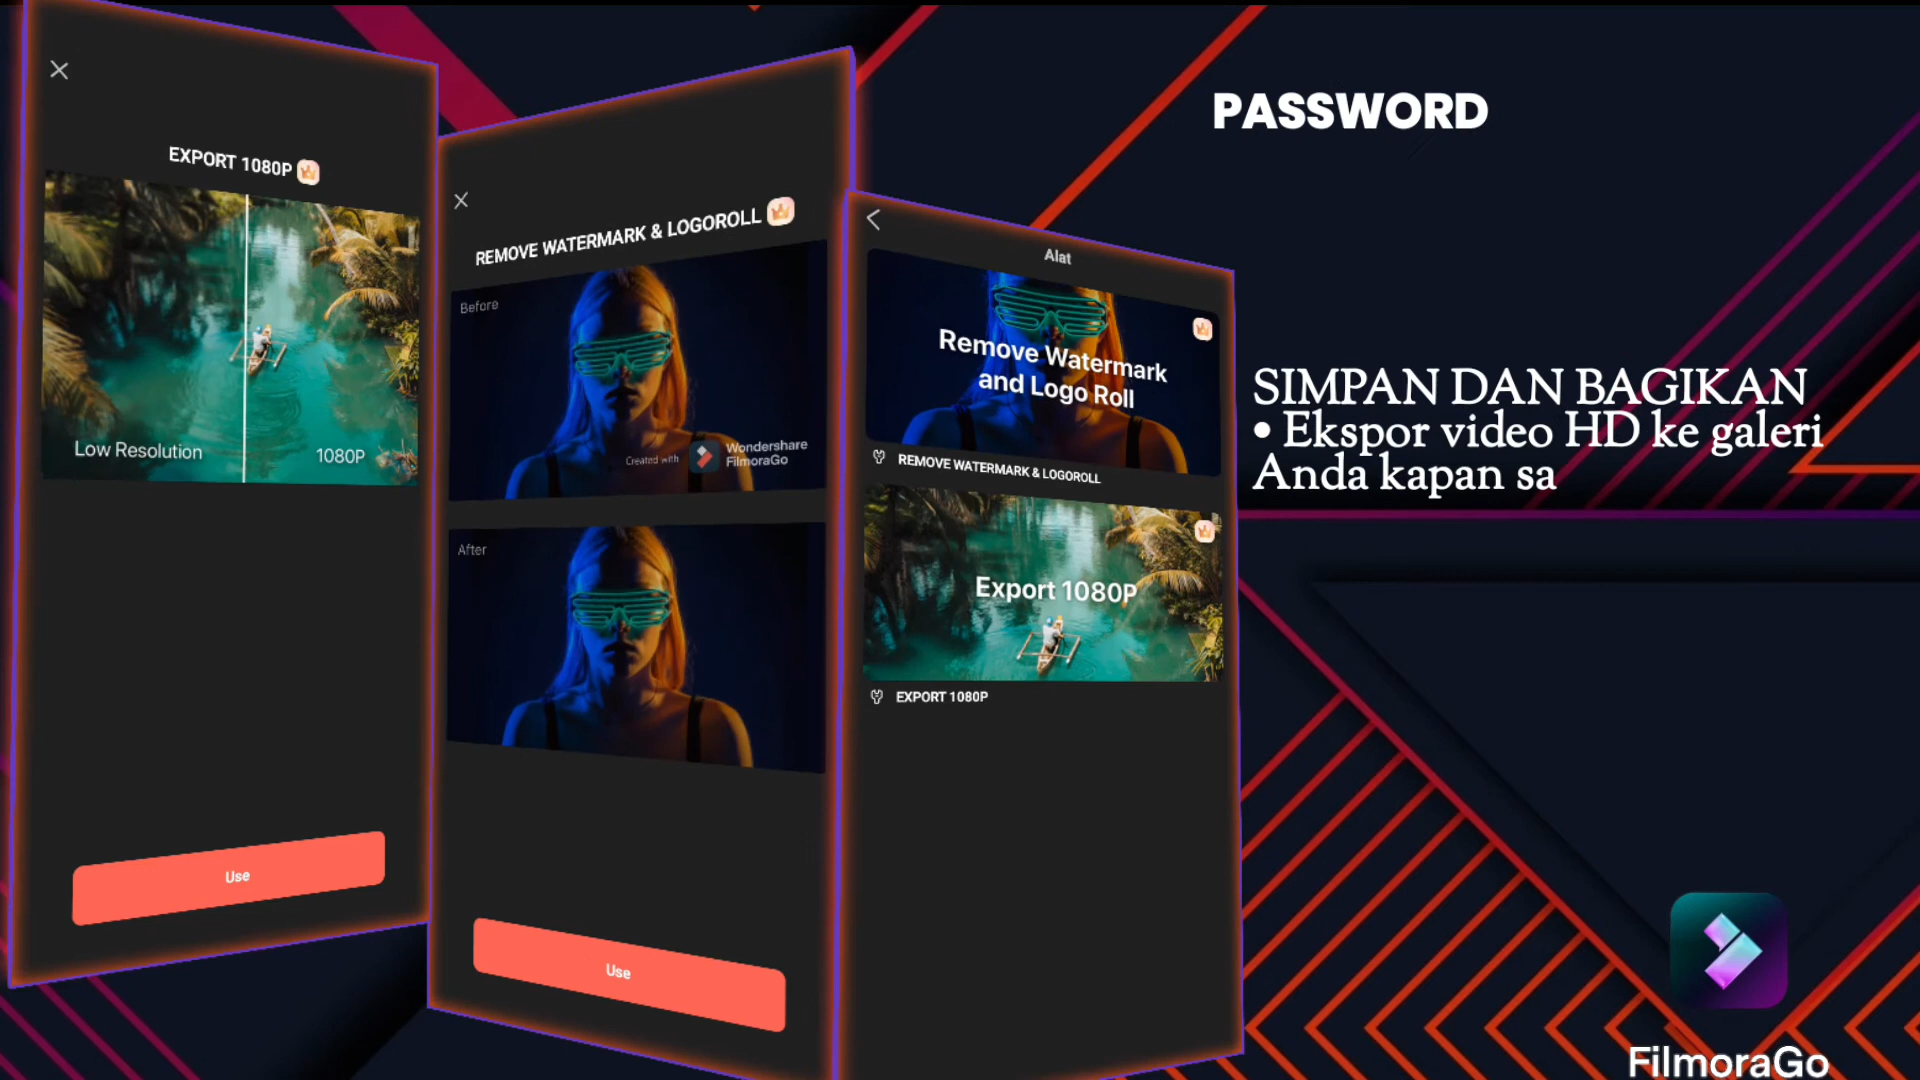 EXPORT 1080P
Low Resolution
1080P
Use
REMOVE WATERMARK & LOGOROLL
Before
Created with
Wondershare
FilmoraGo
After
Use
Alat
Remove Watermark
and Logo Roll
REMOVE WATERMARK & LOGOROLL
Export 1080P
EXPORT 1080P
PASSWORD
SIMPAN DAN BAGIKAN
• Ekspor video HD ke galeri
Anda kapan sa
FilmoraGo